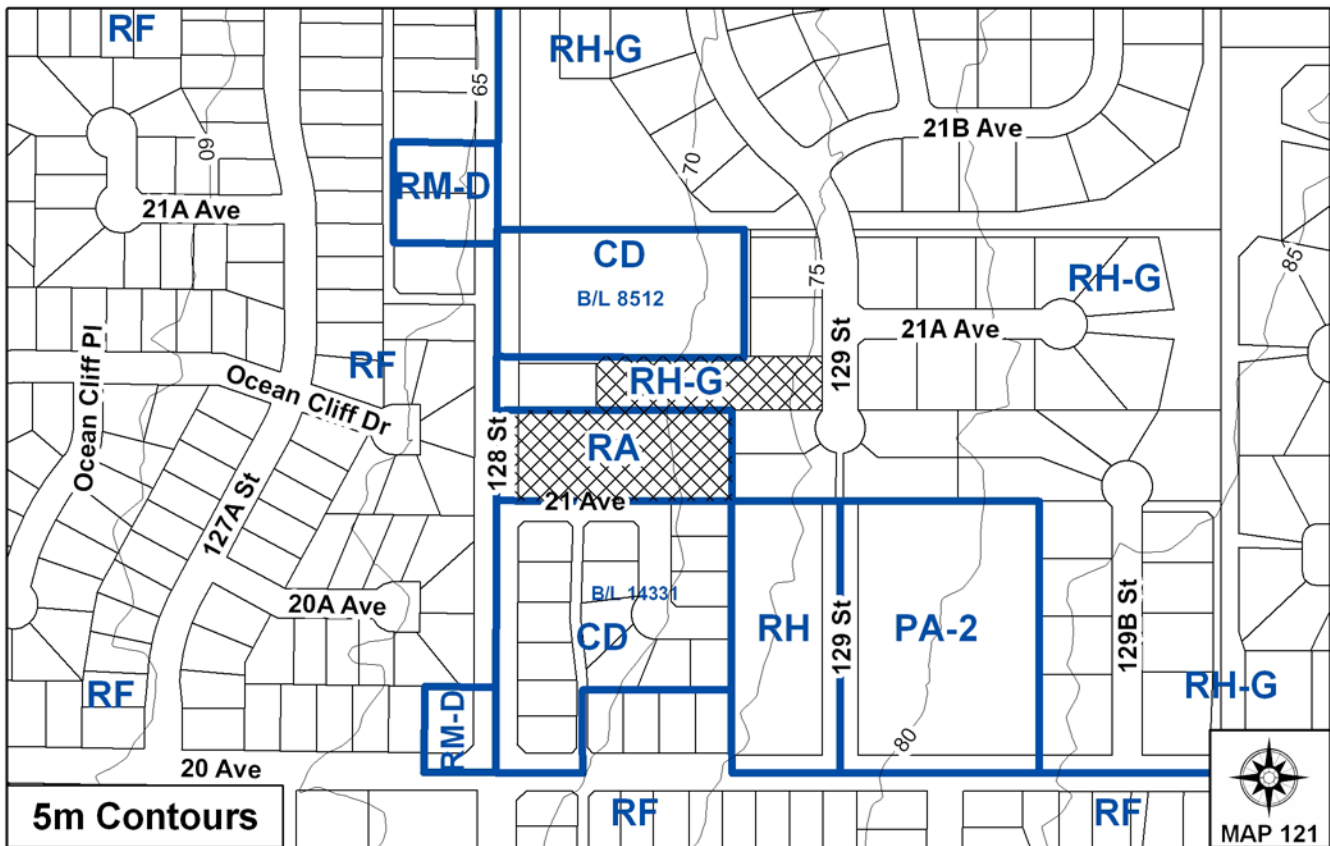 RF
RH-G
65
60
21B Ave
70
RM-D
21A Ave
CD
B/L 8512
75
RH-G
85
129 St
21A Ave
Ocean Cliff Pl
RF
Ocean Cliff Dr
RH-G
128 St
RA
127A St
21 Ave
20A Ave
B/L 14331
CD
RH
129 St
PA-2
129B St
RF
RM-D
RH-G
80
20 Ave
5m Contours
RF
RF
MAP 121